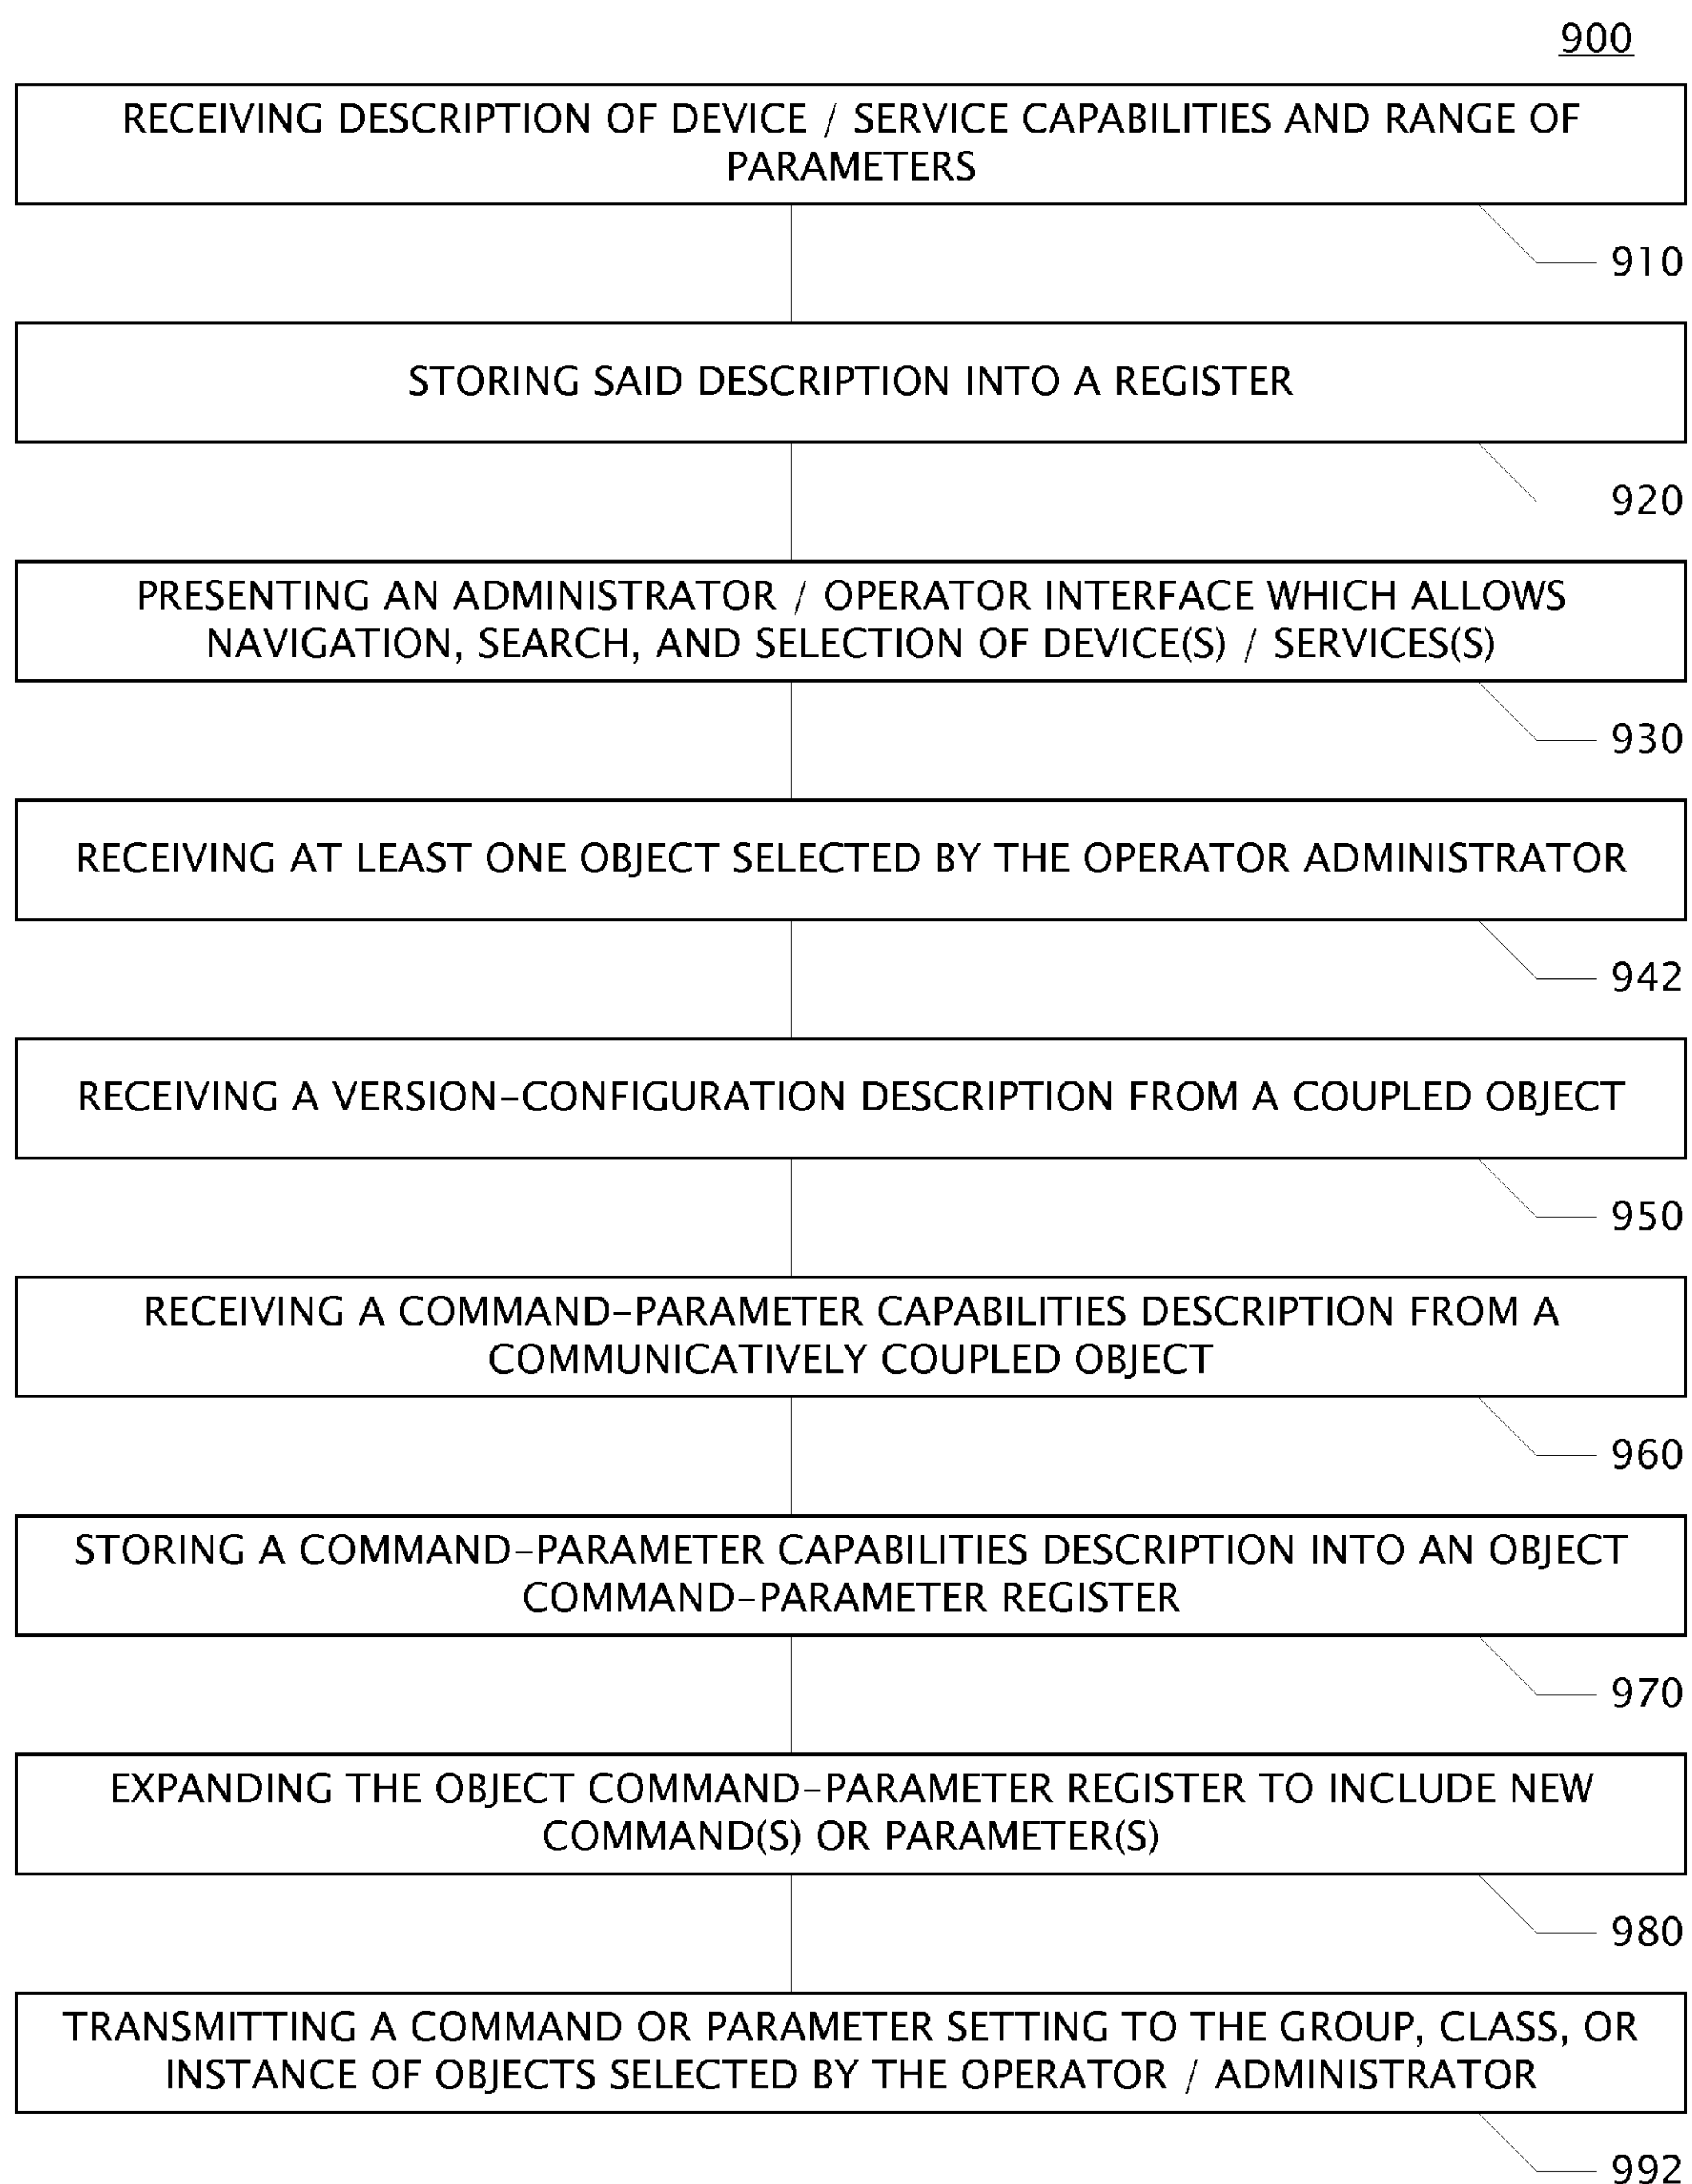 900
RECEIVING DESCRIPTION OF DEVICE / SERVICE CAPABILITIES AND RANGE OF
PARAMETERS
910
STORING SAID DESCRIPTION INTO A REGISTER
920
PRESENTING AN ADMINISTRATOR / OPERATOR INTERFACE WHICH ALLOWS
NAVIGATION, SEARCH, AND SELECTION OF DEVICE(S) / SERVICES(S)
930
RECEIVING AT LEAST ONE OBJECT SELECTED BY THE OPERATOR ADMINISTRATOR
942
RECEIVING A VERSION-CONFIGURATION DESCRIPTION FROM A COUPLED OBJECT
950
RECEIVING A COMMAND-PARAMETER CAPABILITIES DESCRIPTION FROM A
COMMUNICATIVELY COUPLED OBJECT
960
STORING A COMMAND-PARAMETER CAPABILITIES DESCRIPTION INTO AN OBJECT
COMMAND-PARAMETER REGISTER
970
EXPANDING THE OBJECT COMMAND-PARAMETER REGISTER TO INCLUDE NEW
COMMAND(S) OR PARAMETER(S)
980
TRANSMITTING A COMMAND OR PARAMETER SETTING TO THE GROUP, CLASS, OR
INSTANCE OF OBJECTS SELECTED BY THE OPERATOR / ADMINISTRATOR
992